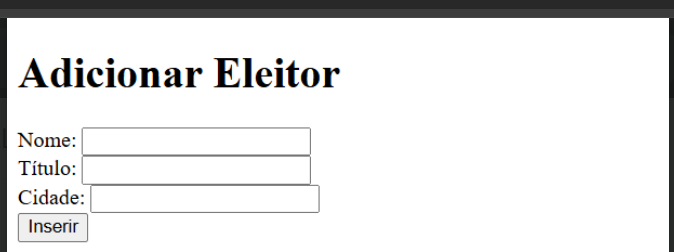 Adicionar Eleitor
Nome:
Título:
Cidade:
Inserir